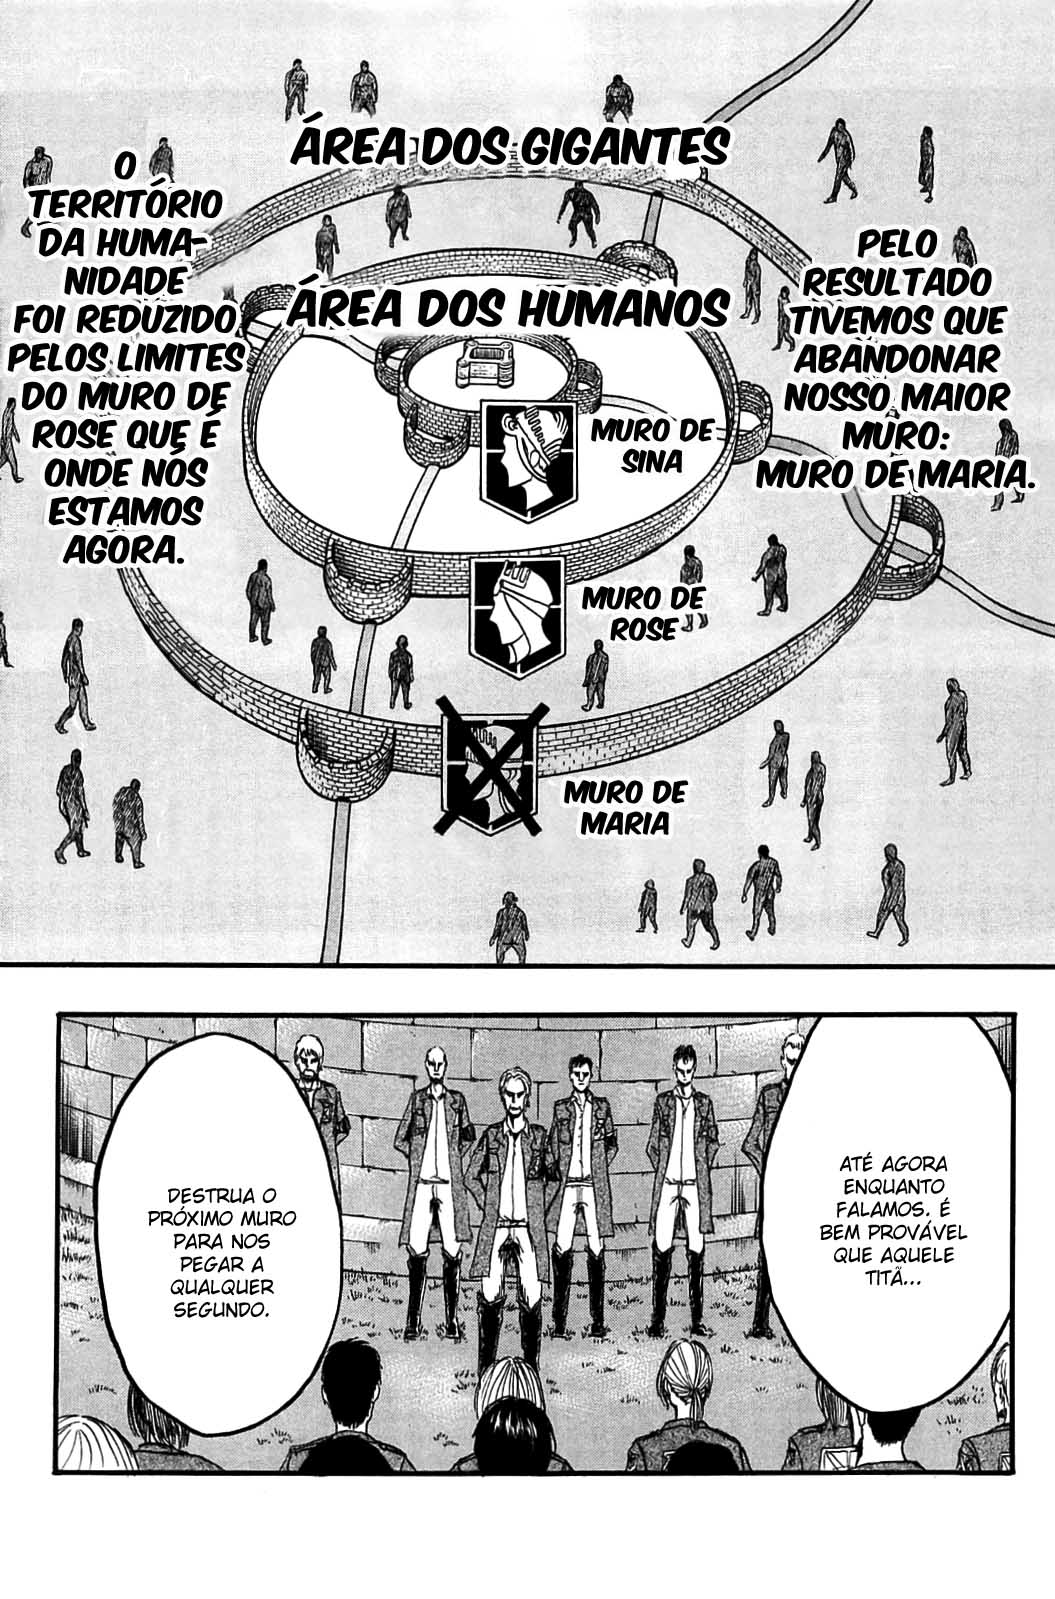 ÁREA DOS GIGANTES
PELO
RESULTADO
TIVEMOS QUE
ABANDONAR
NOSSO MAIOR
MURO:
MURO DE MARIA.
O
TERRITÓRIO
DA HUMA-
NIDADE
FOI REDUZIDO
PELOS LIMITES
DO MURO DE
ROSE QUE É
ONDE NÓS
ESTAMOS
AGORA.
ÁREA DOS HUMANOS
MURO DE
SINA
MURO DE
ROSE
MURO DE
MARIA
ATÉ AGORA
ENQUANTO
FALAMOS. É
BEM PROVÁVEL
QUE AQUELE
TITÃ...
DESTRUA O
PRÓXIMO MURO
PARA NOS
PEGAR A
QUALQUER
SEGUNDO.